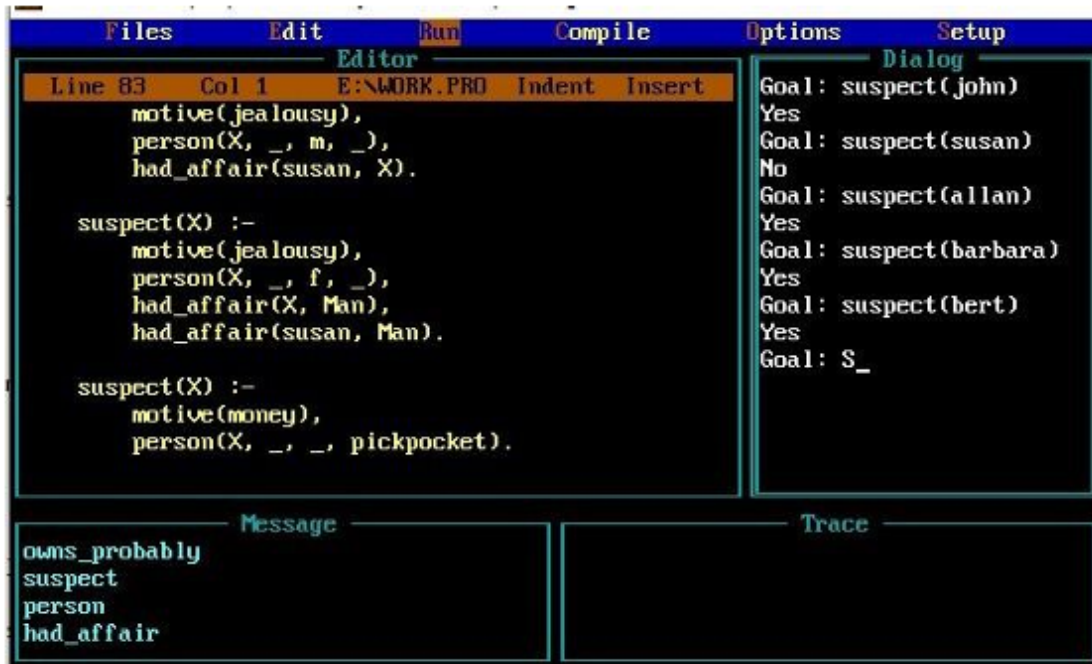 Files Edit Run Compile Options Setup
Editor
Line 83 Col 1 E:\WORK.PRO Indent Insert
motive(jealousy),
person(X, _, m, _),
had_affair(susan, X).
suspect(X) :-
motive(jealousy),
person(X, _, f, _),
had_affair(X, Man),
had_affair(susan, Man).
suspect(X) :-
motive(money),
person(X, _, _, pickpocket).
Dialog
Goal: suspect(john)
Yes
Goal: suspect(susan)
No
Goal: suspect(allan)
Yes
Goal: suspect(barbara)
Yes
Goal: suspect(bert)
Yes
Goal: S_
Message
owns_probably
suspect
person
had_affair
Trace